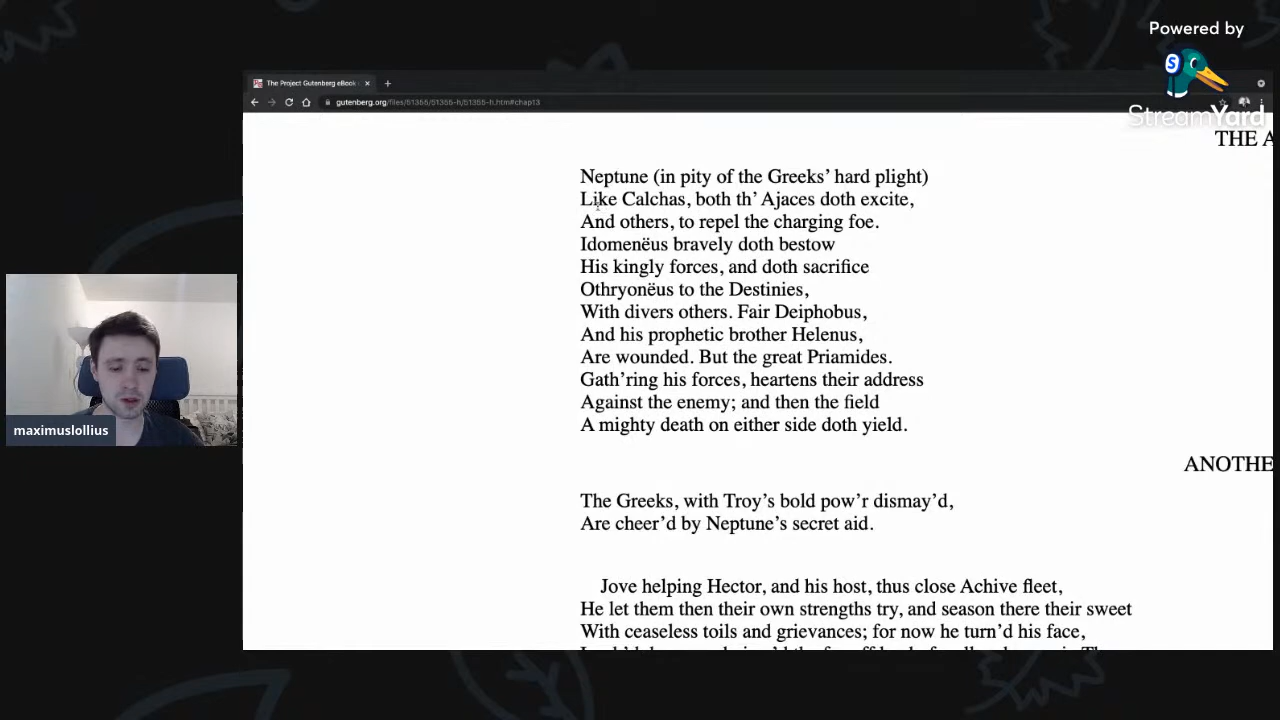 Powered by
StreamYard
The Project Gutenberg eBook
gutenberg.org/files/51355/51355-h/51355-h.htm#chap13
THE A
Neptune (in pity of the Greeks’ hard plight)
Like Calchas, both th’ Ajaces doth excite,
And others, to repel the charging foe.
Idomenëus bravely doth bestow
His kingly forces, and doth sacrifice
Othryonëus to the Destinies,
With divers others. Fair Deiphobus,
And his prophetic brother Helenus,
Are wounded. But the great Priamides.
Gath’ring his forces, heartens their address
Against the enemy; and then the field
A mighty death on either side doth yield.
ANOTHE
The Greeks, with Troy’s bold pow’r dismay’d,
Are cheer’d by Neptune’s secret aid.
Jove helping Hector, and his host, thus close Achive fleet,
He let them then their own strengths try, and season there their sweet
With ceaseless toils and grievances; for now he turn’d his face,
maximuslollius